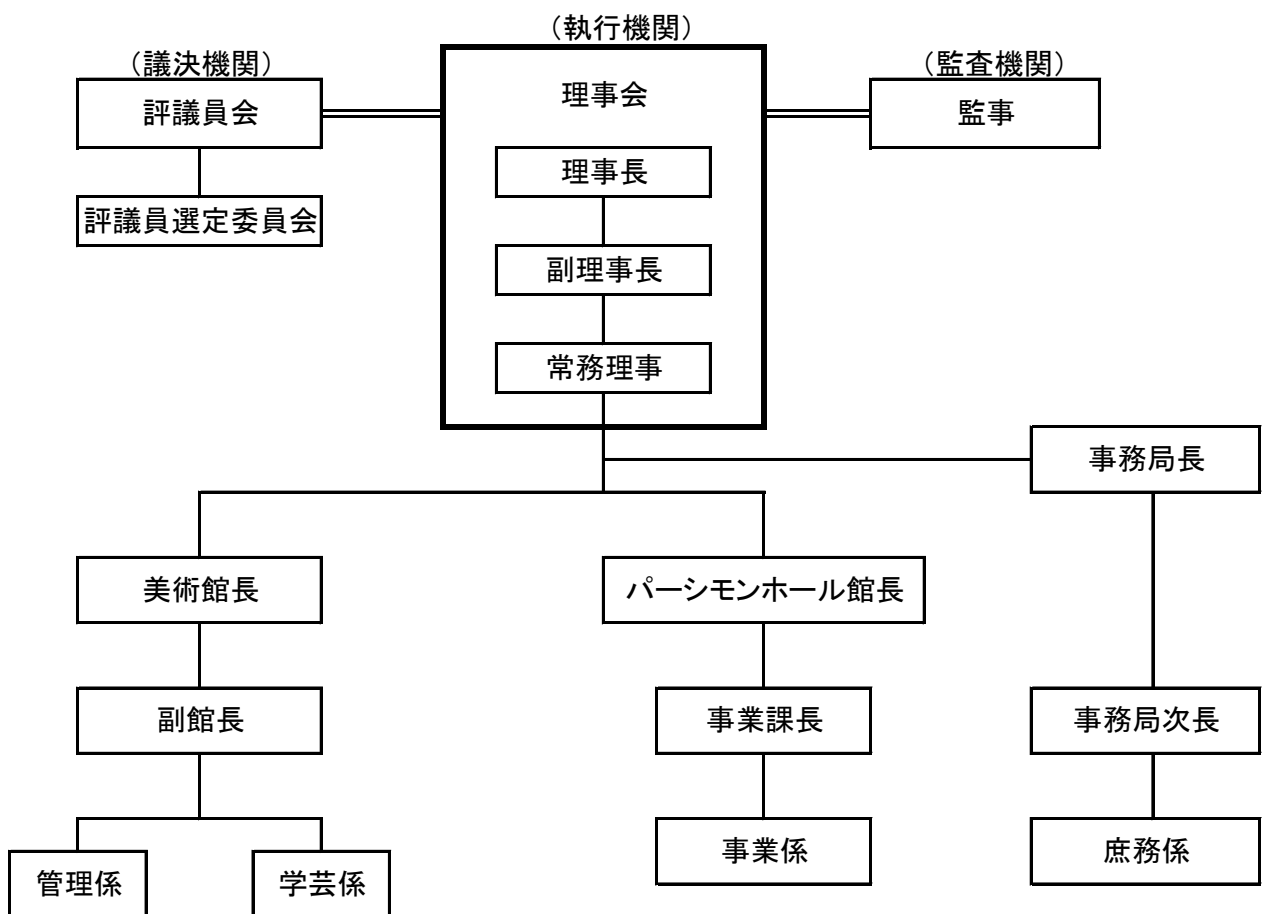 （執行機関）
（議決機関）
（監査機関）
評議員会
理事会
監事
理事長
評議員選定委員会
副理事長
常務理事
事務局長
美術館長
パーシモンホール館長
副館長
事業課長
事務局次長
管理係
学芸係
事業係
庶務係